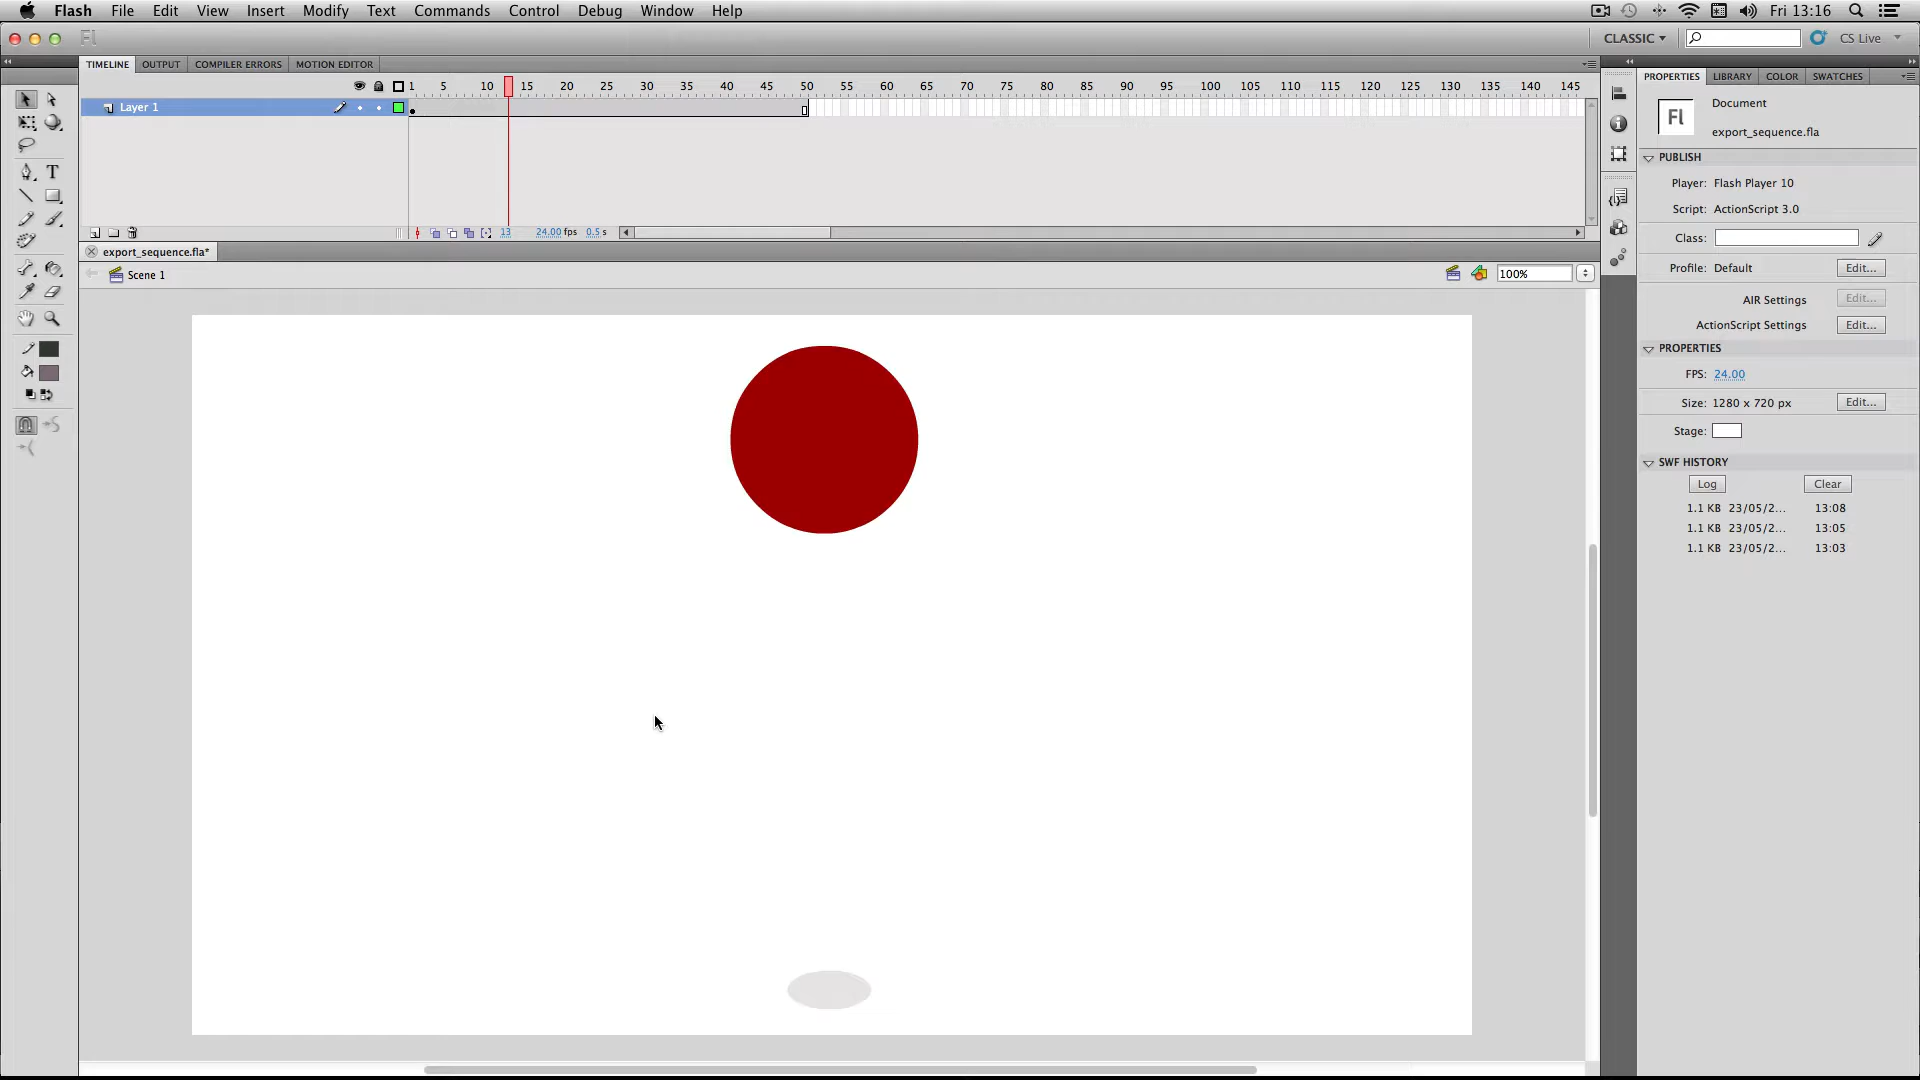 Flash File Edit View Insert Modify Text Commands Control Debug Window Help Fri 13:16
Fl CLASSIC CS Live
TIMELINE OUTPUT COMPILER ERRORS MOTION EDITOR
1 5 10 15 20 25 30 35 40 45 50 55 60 65 70 75 80 85 90 95 100 105 110 115 120 125 130 135 140 145
Layer 1
13 24.00 fps 0.5 s
export_sequence.fla*
Scene 1 100%
T
PROPERTIES LIBRARY COLOR SWATCHES
Fl
Document
export_sequence.fla
PUBLISH
Player: Flash Player 10
Script: ActionScript 3.0
Class:
Profile: Default Edit...
AIR Settings Edit...
ActionScript Settings Edit...
PROPERTIES
FPS: 24.00
Size: 1280 x 720 px Edit...
Stage:
SWF HISTORY
Log Clear
1.1 KB 23/05/2... 13:08
1.1 KB 23/05/2... 13:05
1.1 KB 23/05/2... 13:03